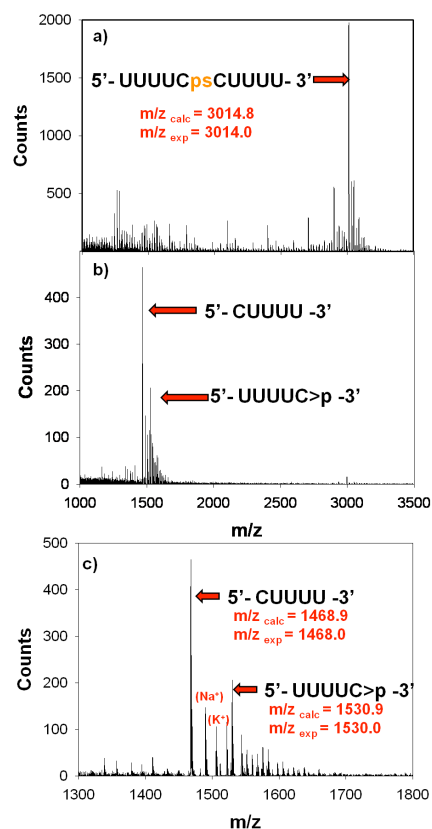 a)
5’- UUUUCpsCUUUU- 3’
m/z calc = 3014.8
m/z exp = 3014.0
Counts
2000
1500
1000
500
b)
5’- CUUUU -3’
5’- UUUUC>p -3’
Counts
400
300
200
100
0
1000 1500 2000 2500 3000 3500
m/z
c)
5’- CUUUU -3’
m/z calc = 1468.9
m/z exp = 1468.0
(Na⁺)
(K⁺)
5’- UUUUC>p -3’
m/z calc = 1530.9
m/z exp = 1530.0
Counts
500
400
300
200
100
0
1300 1400 1500 1600 1700 1800
m/z